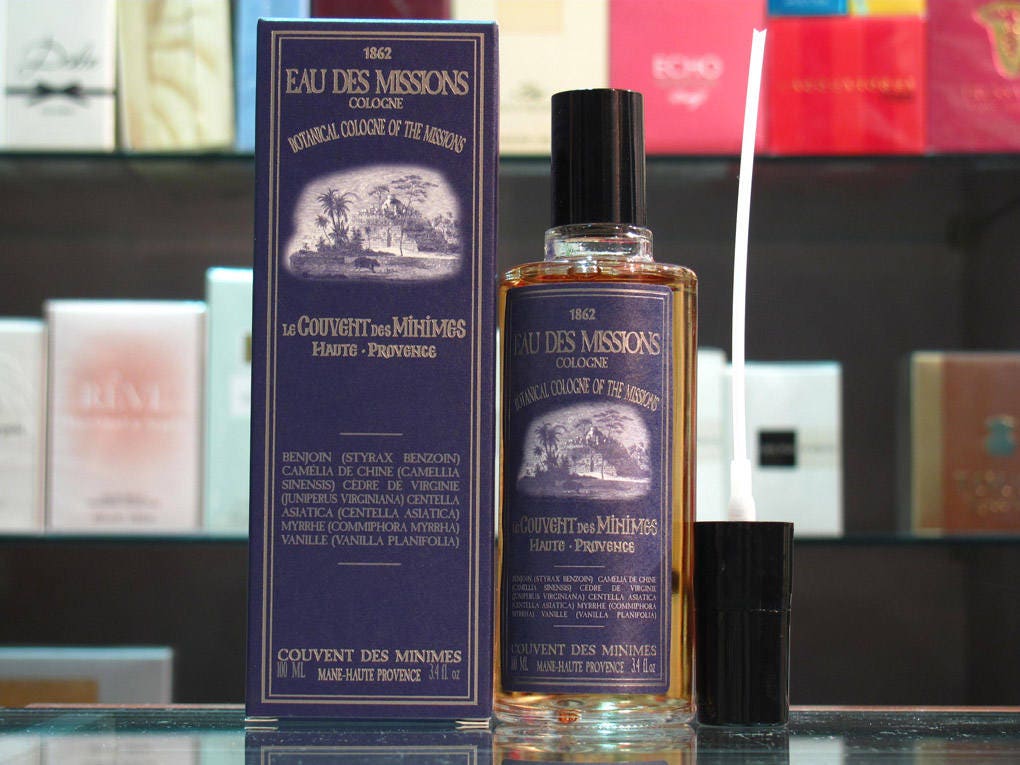 1862
EAU DES MISSIONS
COLOGNE
BOTANICAL COLOGNE OF THE MISSIONS
LE COUVENT DES MINIMES
HAUTE · PROVENCE
BENJOIN (STYRAX BENZOIN)
CAMÉLIA DE CHINE (CAMELLIA
SINENSIS) CÈDRE DE VIRGINIE
(JUNIPERUS VIRGINIANA) CENTELLA
ASIATICA (CENTELLA ASIATICA)
MYRRHE (COMMIPHORA MYRRHA)
VANILLE (VANILLA PLANIFOLIA)
COUVENT DES MINIMES
100 ML MANE-HAUTE PROVENCE 3.4 fl. oz
1862
EAU DES MISSIONS
COLOGNE
BOTANICAL COLOGNE OF THE MISSIONS
LE COUVENT DES MINIMES
HAUTE · PROVENCE
BENJOIN (STYRAX BENZOIN) CAMÉLIA DE CHINE
(CAMELLIA SINENSIS) CÈDRE DE VIRGINIE
(JUNIPERUS VIRGINIANA) CENTELLA ASIATICA
(CENTELLA ASIATICA) MYRRHE (COMMIPHORA
MYRRHA) VANILLE (VANILLA PLANIFOLIA)
COUVENT DES MINIMES
100 ML MANE-HAUTE PROVENCE 3.4 fl. oz
ECHO
RÊVE